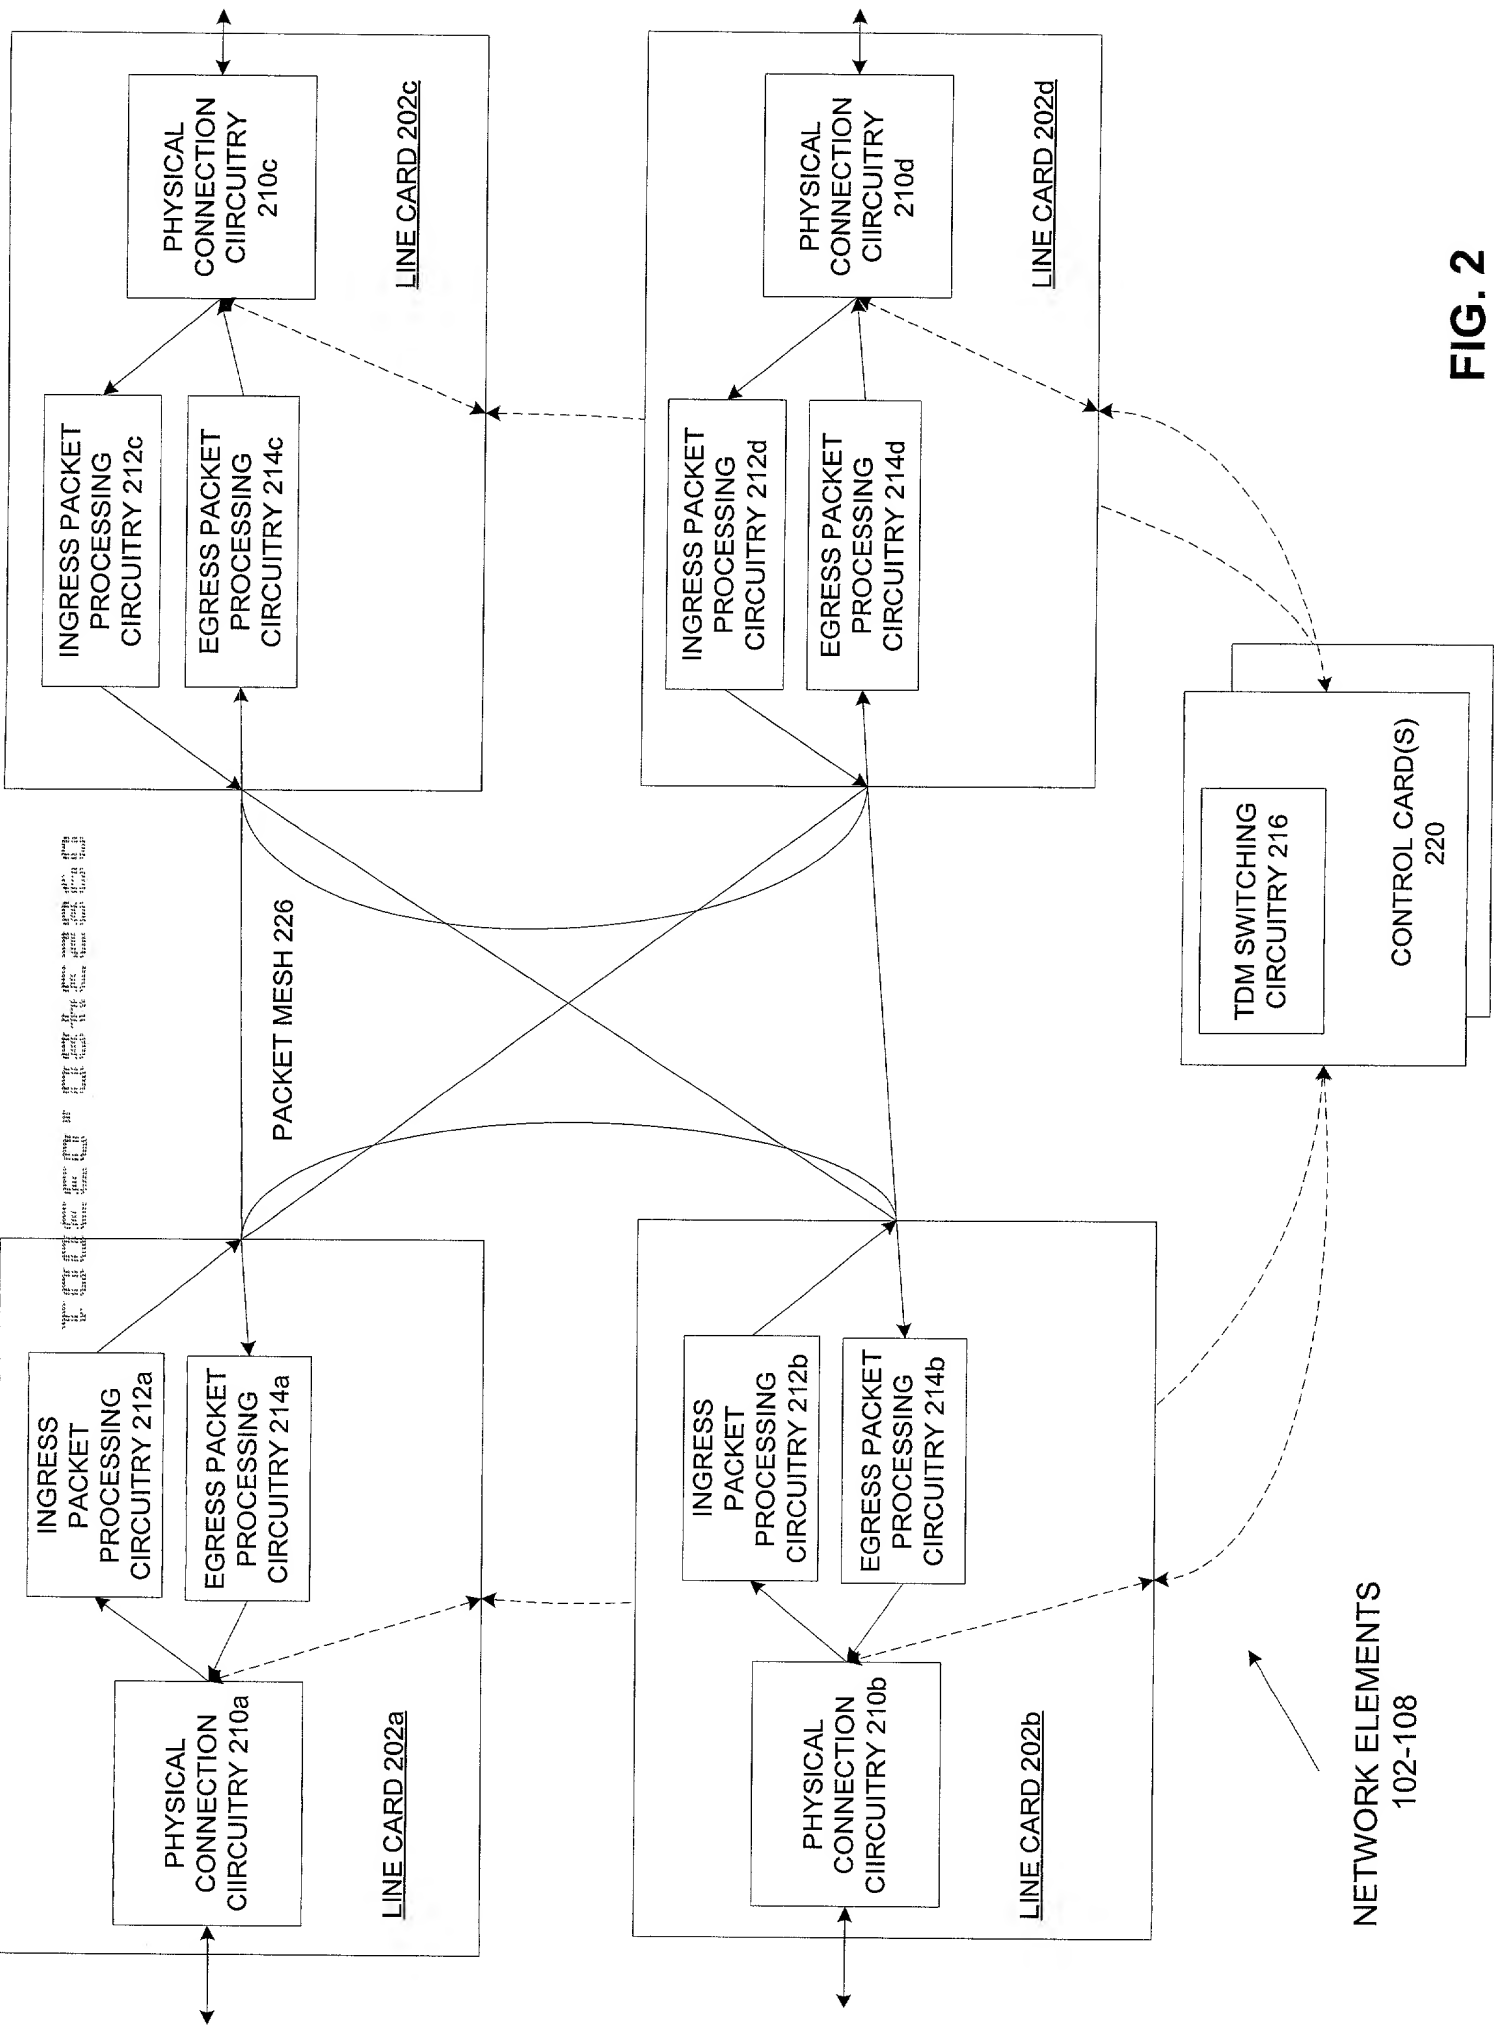 PHYSICAL
CONNECTION
CIIRCUITRY 210a
INGRESS
PACKET
PROCESSING
CIRCUITRY 212a
EGRESS PACKET
PROCESSING
CIRCUITRY 214a
LINE CARD 202a
PACKET MESH 226
INGRESS PACKET
PROCESSING
CIRCUITRY 212c
EGRESS PACKET
PROCESSING
CIRCUITRY 214c
PHYSICAL
CONNECTION
CIIRCUITRY
210c
LINE CARD 202c
PHYSICAL
CONNECTION
CIIRCUITRY 210b
INGRESS
PACKET
PROCESSING
CIRCUITRY 212b
EGRESS PACKET
PROCESSING
CIRCUITRY 214b
LINE CARD 202b
INGRESS PACKET
PROCESSING
CIRCUITRY 212d
EGRESS PACKET
PROCESSING
CIRCUITRY 214d
PHYSICAL
CONNECTION
CIIRCUITRY
210d
LINE CARD 202d
TDM SWITCHING
CIRCUITRY 216
CONTROL CARD(S)
220
NETWORK ELEMENTS
102-108
FIG. 2